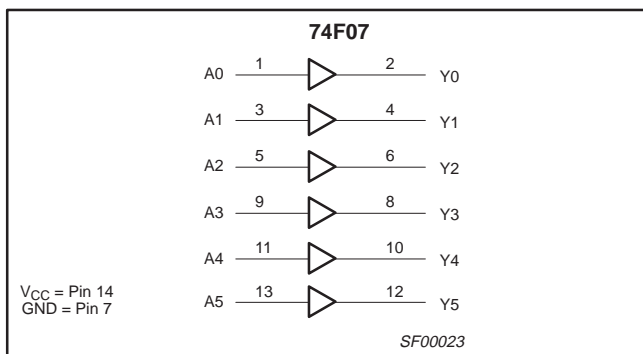 74F07
A0 1 2 Y0
A1 3 4 Y1
A2 5 6 Y2
A3 9 8 Y3
A4 11 10 Y4
A5 13 12 Y5
VCC = Pin 14
GND = Pin 7
SF00023